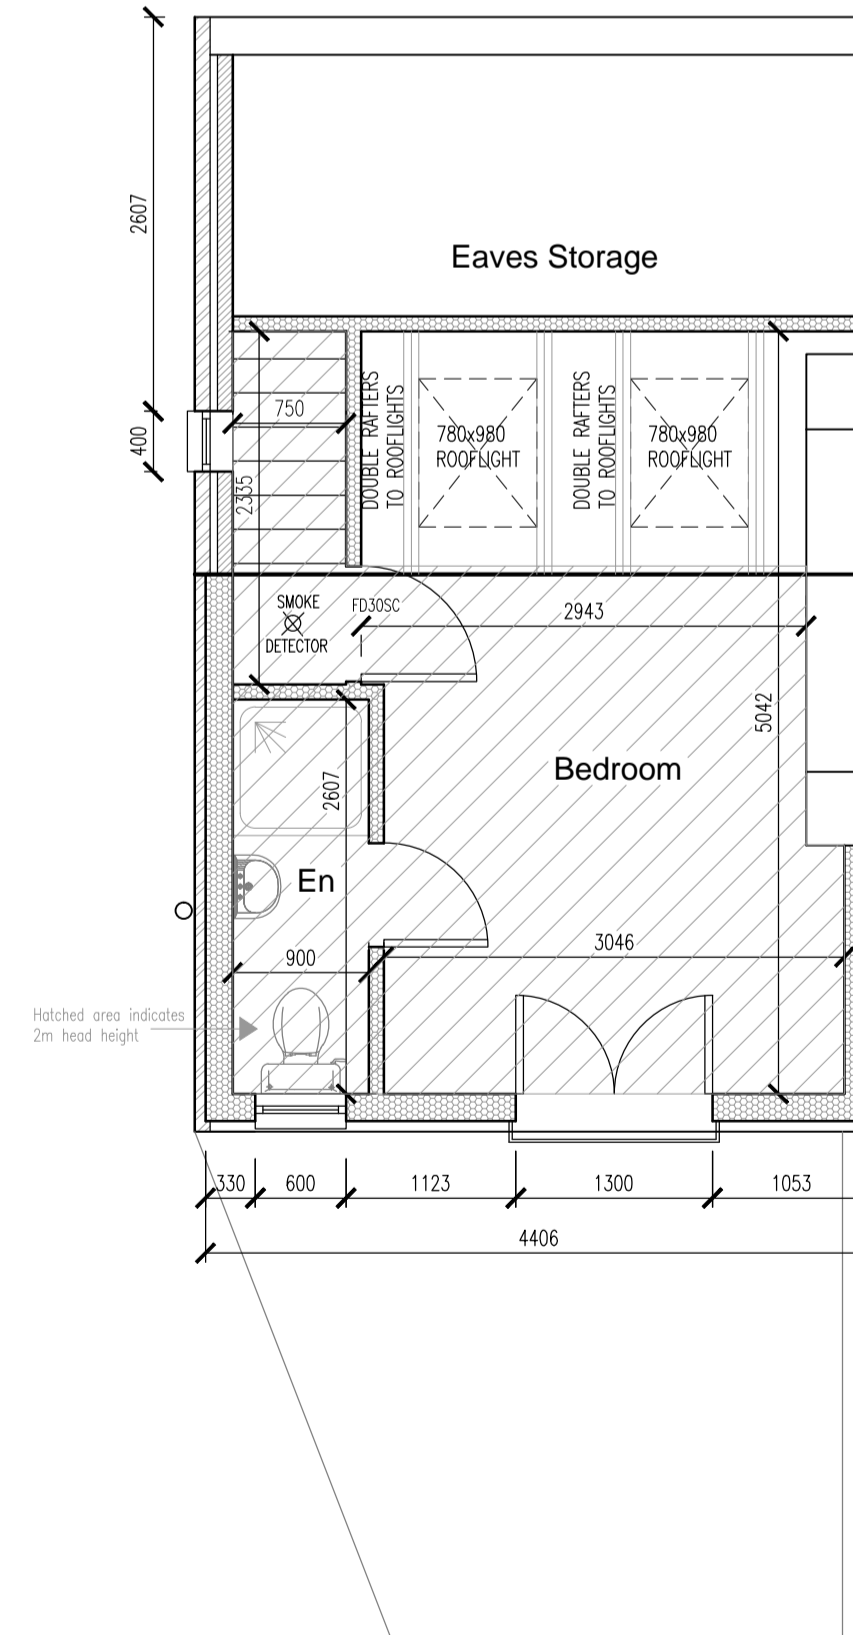 2607
Eaves Storage
400
750
2335
DOUBLE RAFTERS
TO ROOFLIGHTS
780x980
ROOFLIGHT
DOUBLE RAFTERS
TO ROOFLIGHTS
780x980
ROOFLIGHT
SMOKE
DETECTOR
FD30SC
2943
5042
Bedroom
2607
En
900
3046
Hatched area indicates
2m head height
330
600
1123
1300
1053
4406